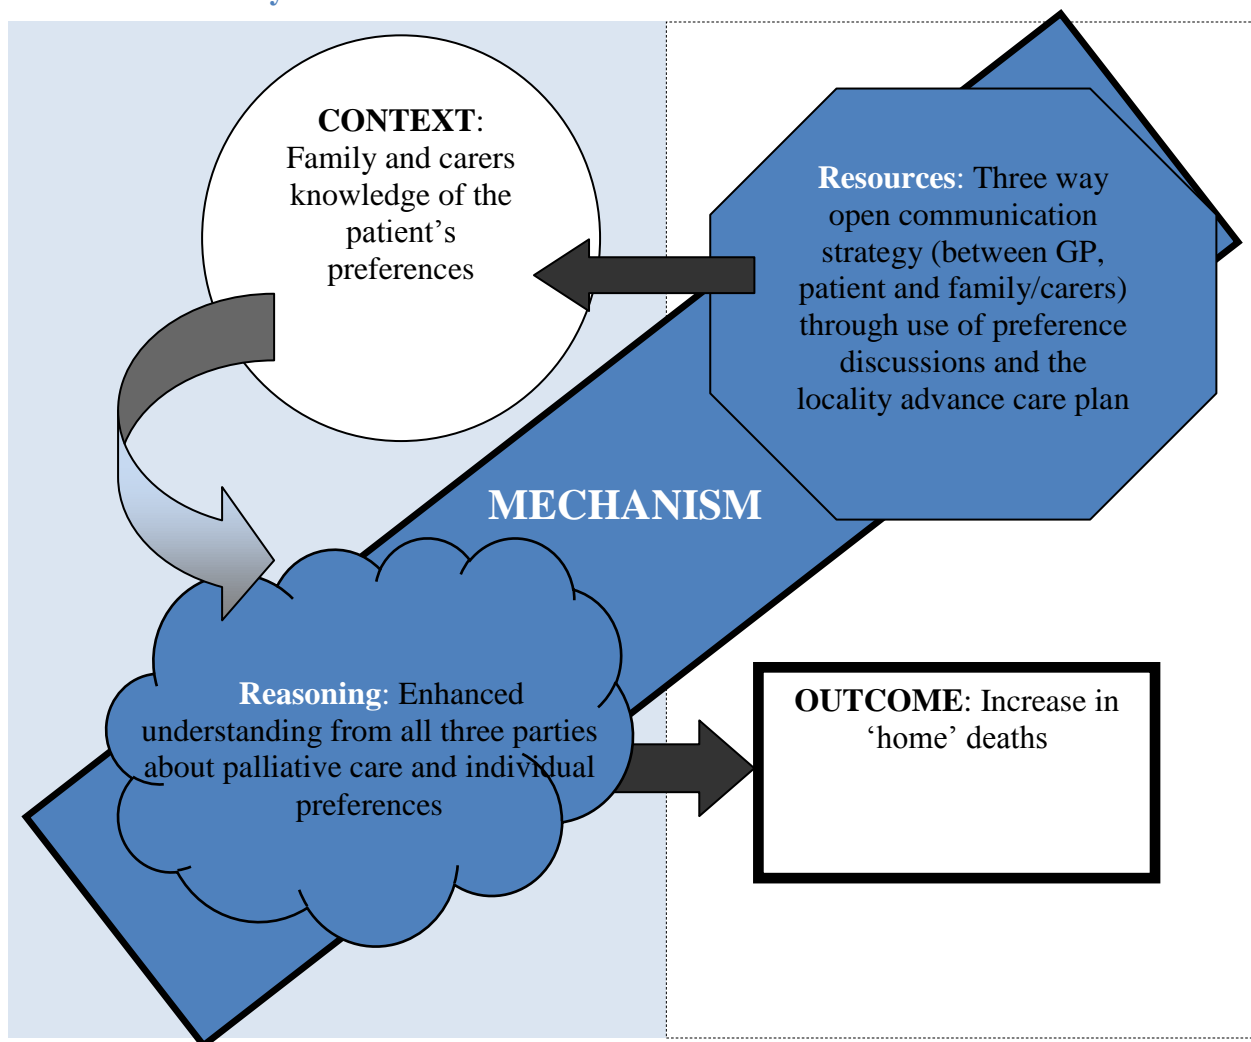 CONTEXT:
Family and carers
knowledge of the
patient’s
preferences
Resources: Three way
open communication
strategy (between GP,
patient and family/carers)
through use of preference
discussions and the
locality advance care plan
MECHANISM
Reasoning: Enhanced
understanding from all three parties
about palliative care and individual
preferences
OUTCOME: Increase in
‘home’ deaths